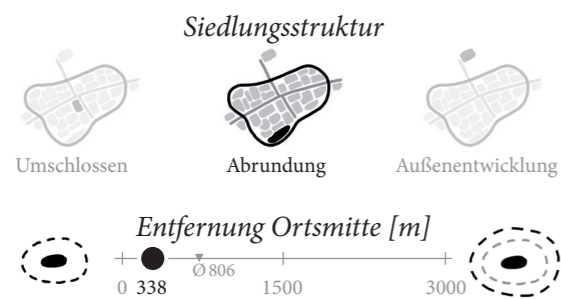 Siedlungsstruktur
Umschlossen Abrundung Außenentwicklung
Entfernung Ortsmitte [m]
Ø 806
0 338 1500 3000